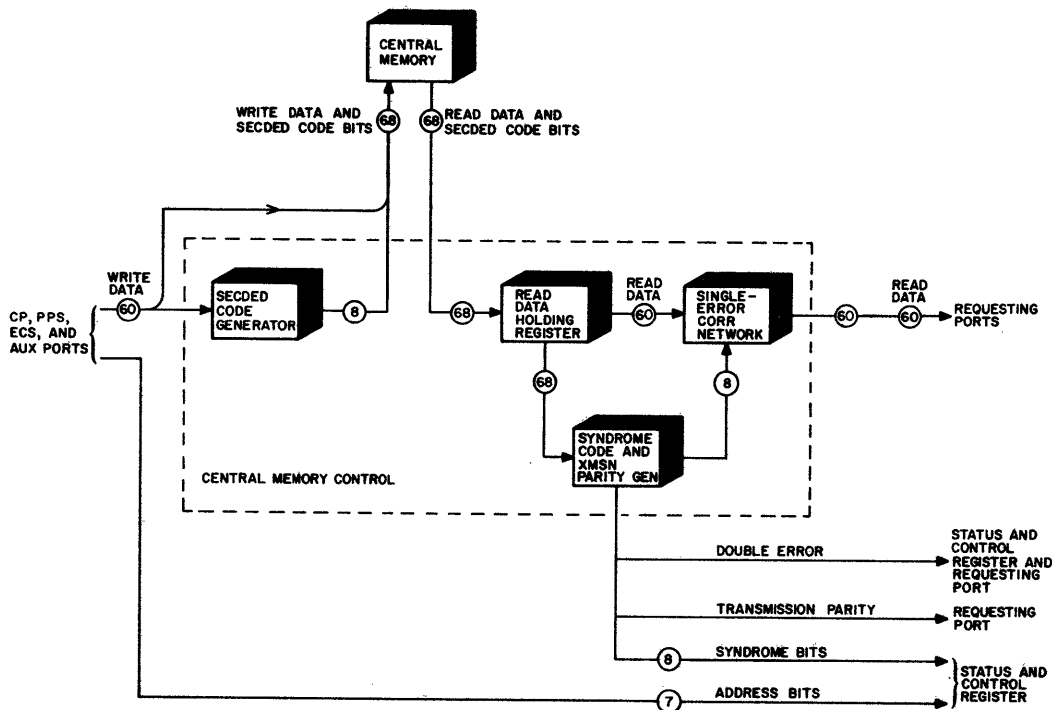 CENTRAL
MEMORY
WRITE DATA AND
SECDED CODE BITS
68
68
READ DATA AND
SECDED CODE BITS
CP, PPS,
ECS, AND
AUX PORTS
WRITE
DATA
60
SECDED
CODE
GENERATOR
8
68
READ
DATA
HOLDING
REGISTER
READ
DATA
60
SINGLE-
ERROR
CORR
NETWORK
60
READ
DATA
60
REQUESTING
PORTS
68
8
SYNDROME
CODE AND
XMSN
PARITY GEN
CENTRAL MEMORY CONTROL
DOUBLE ERROR
STATUS AND
CONTROL
REGISTER AND
REQUESTING
PORT
TRANSMISSION PARITY
REQUESTING
PORT
SYNDROME BITS
8
ADDRESS BITS
7
STATUS AND
CONTROL
REGISTER